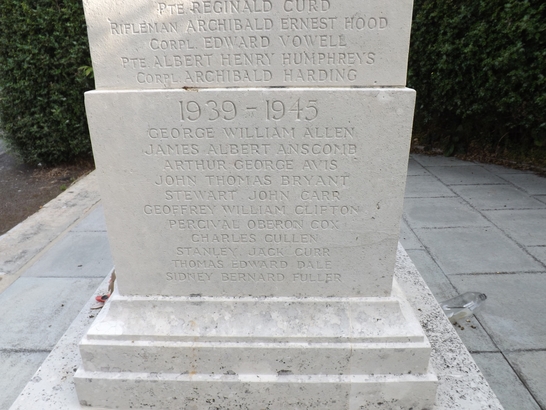 PTE REGINALD CURD
RIFLEMAN ARCHIBALD ERNEST HOOD
CORPL EDWARD VOWELL
PTE ALBERT HENRY HUMPHREYS
CORPL ARCHIBALD HARDING
1939-1945
GEORGE WILLIAM ALLEN
JAMES ALBERT ANSCOMB
ARTHUR GEORGE AVIS
JOHN THOMAS BRYANT
STEWART JOHN CARR
GEOFFREY WILLIAM CLIFTON
PERCIVAL OBERON COX
CHARLES CULLEN
STANLEY JACK CURR
THOMAS EDWARD DALE
SIDNEY BERNARD FULLER